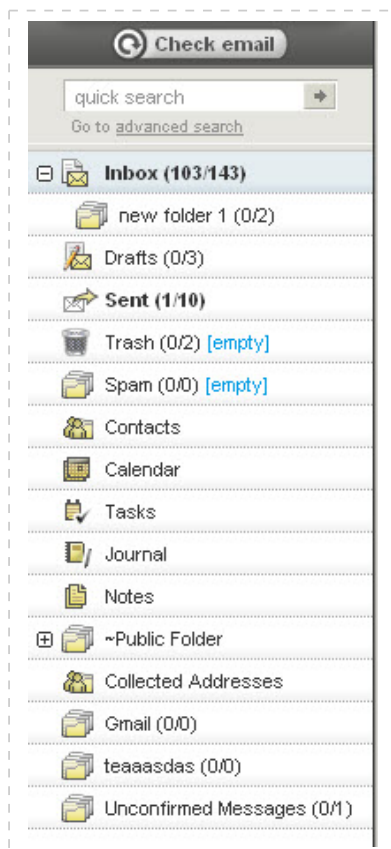 Check email
quick search
Go to advanced search
Inbox (103/143)
new folder 1 (0/2)
Drafts (0/3)
Sent (1/10)
Trash (0/2) [empty]
Spam (0/0) [empty]
Contacts
Calendar
Tasks
Journal
Notes
~Public Folder
Collected Addresses
Gmail (0/0)
teaaasdas (0/0)
Unconfirmed Messages (0/1)